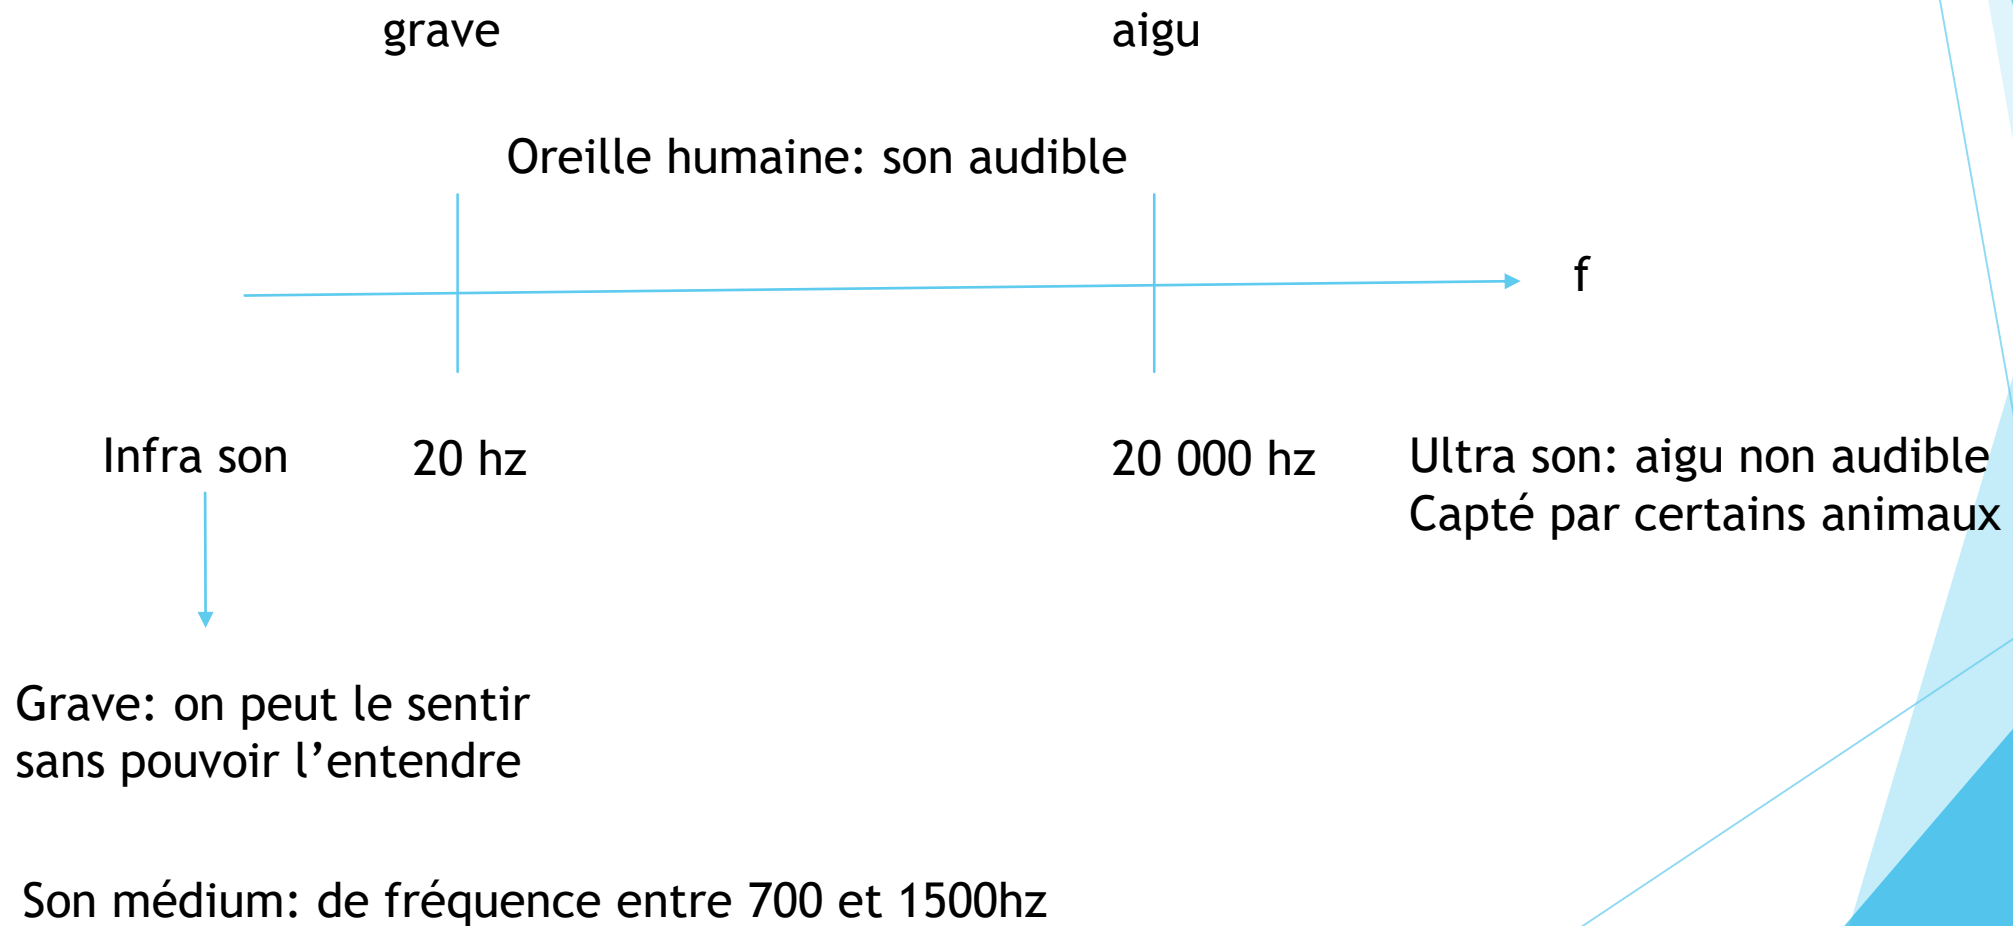 grave
aigu
Oreille humaine: son audible
f
Infra son
20 hz
20 000 hz
Ultra son: aigu non audible
Capté par certains animaux
Grave: on peut le sentir
sans pouvoir l’entendre
Son médium: de fréquence entre 700 et 1500hz